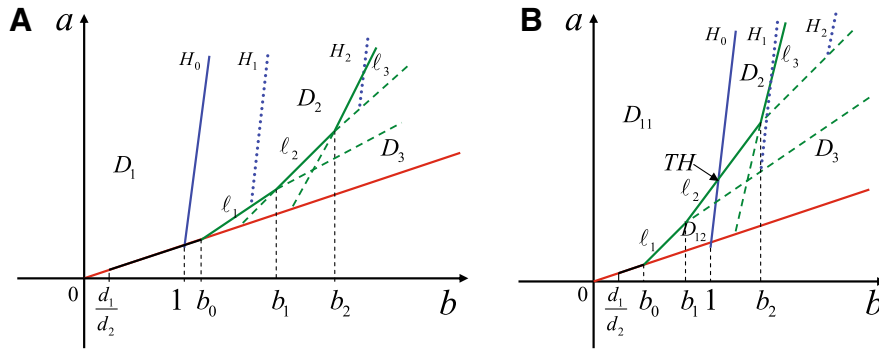 A
a
H₀
H₁
H₂
ℓ₃
D₂
D₁
ℓ₂
D₃
ℓ₁
0
d₁/d₂
1
b₀
b₁
b₂
b
B
a
H₀
H₁
H₂
ℓ₃
D₂
D₁₁
TH
D₃
ℓ₂
D₁₂
ℓ₁
0
d₁/d₂
b₀
b₁
1
b₂
b